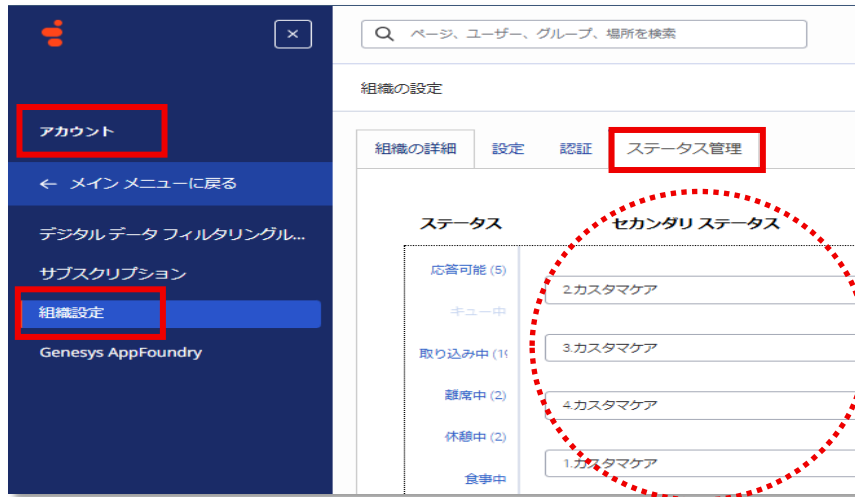 ページ、ユーザー、グループ、場所を検索
アカウント
← メイン メニューに戻る
デジタル データ フィルタリングル...
サブスクリプション
組織設定
Genesys AppFoundry
組織の設定
組織の詳細
設定
認証
ステータス管理
ステータス
セカンダリ ステータス
応答可能 (5)
キュー中
取り込み中 (19
離席中 (2)
休憩中 (2)
食事中
2.カスタマケア
3.カスタマケア
4.カスタマケア
1.カスタマケア